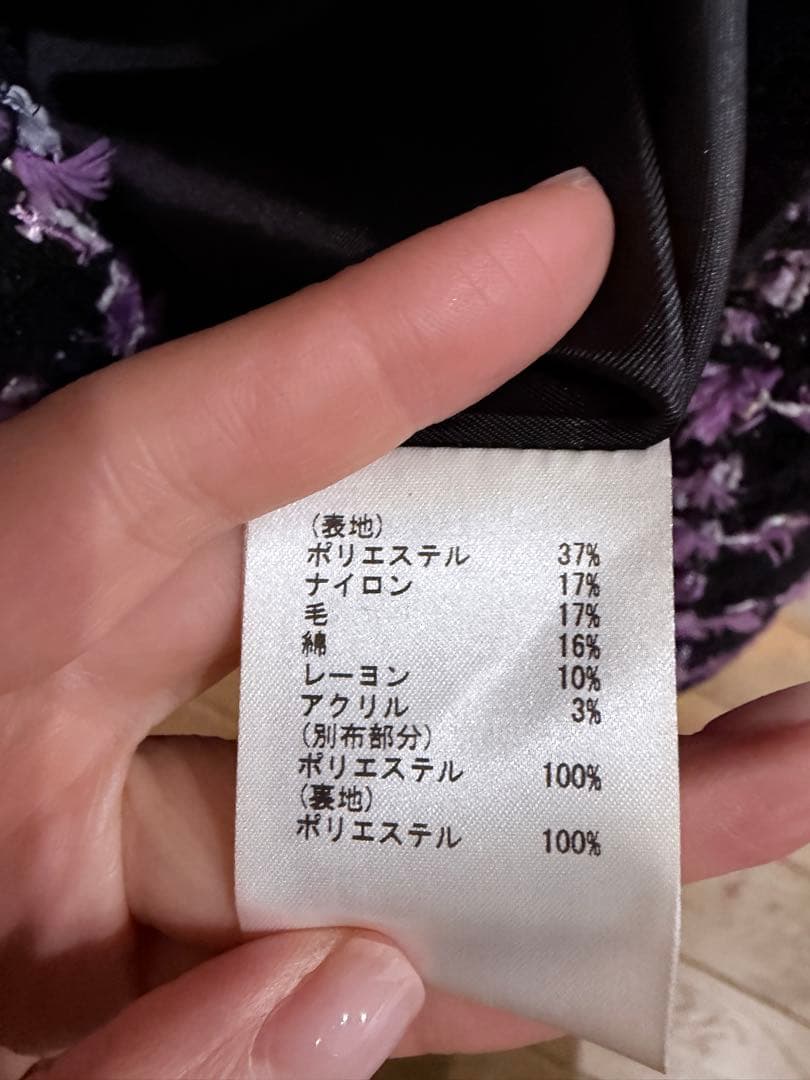 (表地)
ポリエステル 37%
ナイロン 17%
毛 17%
綿 16%
レーヨン 10%
アクリル 3%
(別布部分)
ポリエステル 100%
(裏地)
ポリエステル 100%